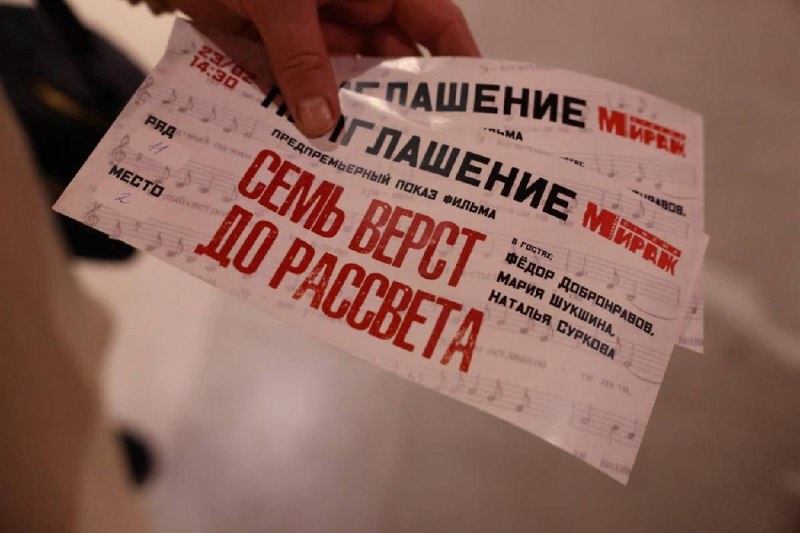 ГЛАШЕНИЕ
МИРАЖ
23/02
14:30
ПРИГЛАШЕНИЕ
МИРАЖ
ПРЕДПРЕМЬЕРНЫЙ ПОКАЗ ФИЛЬМА
РЯД
11
МЕСТО
2
СЕМЬ ВЕРСТ
ДО РАССВЕТА
В ГОСТЯХ:
ФЁДОР ДОБРОНРАВОВ,
МАРИЯ ШУКШИНА,
НАТАЛЬЯ СУРКОВА